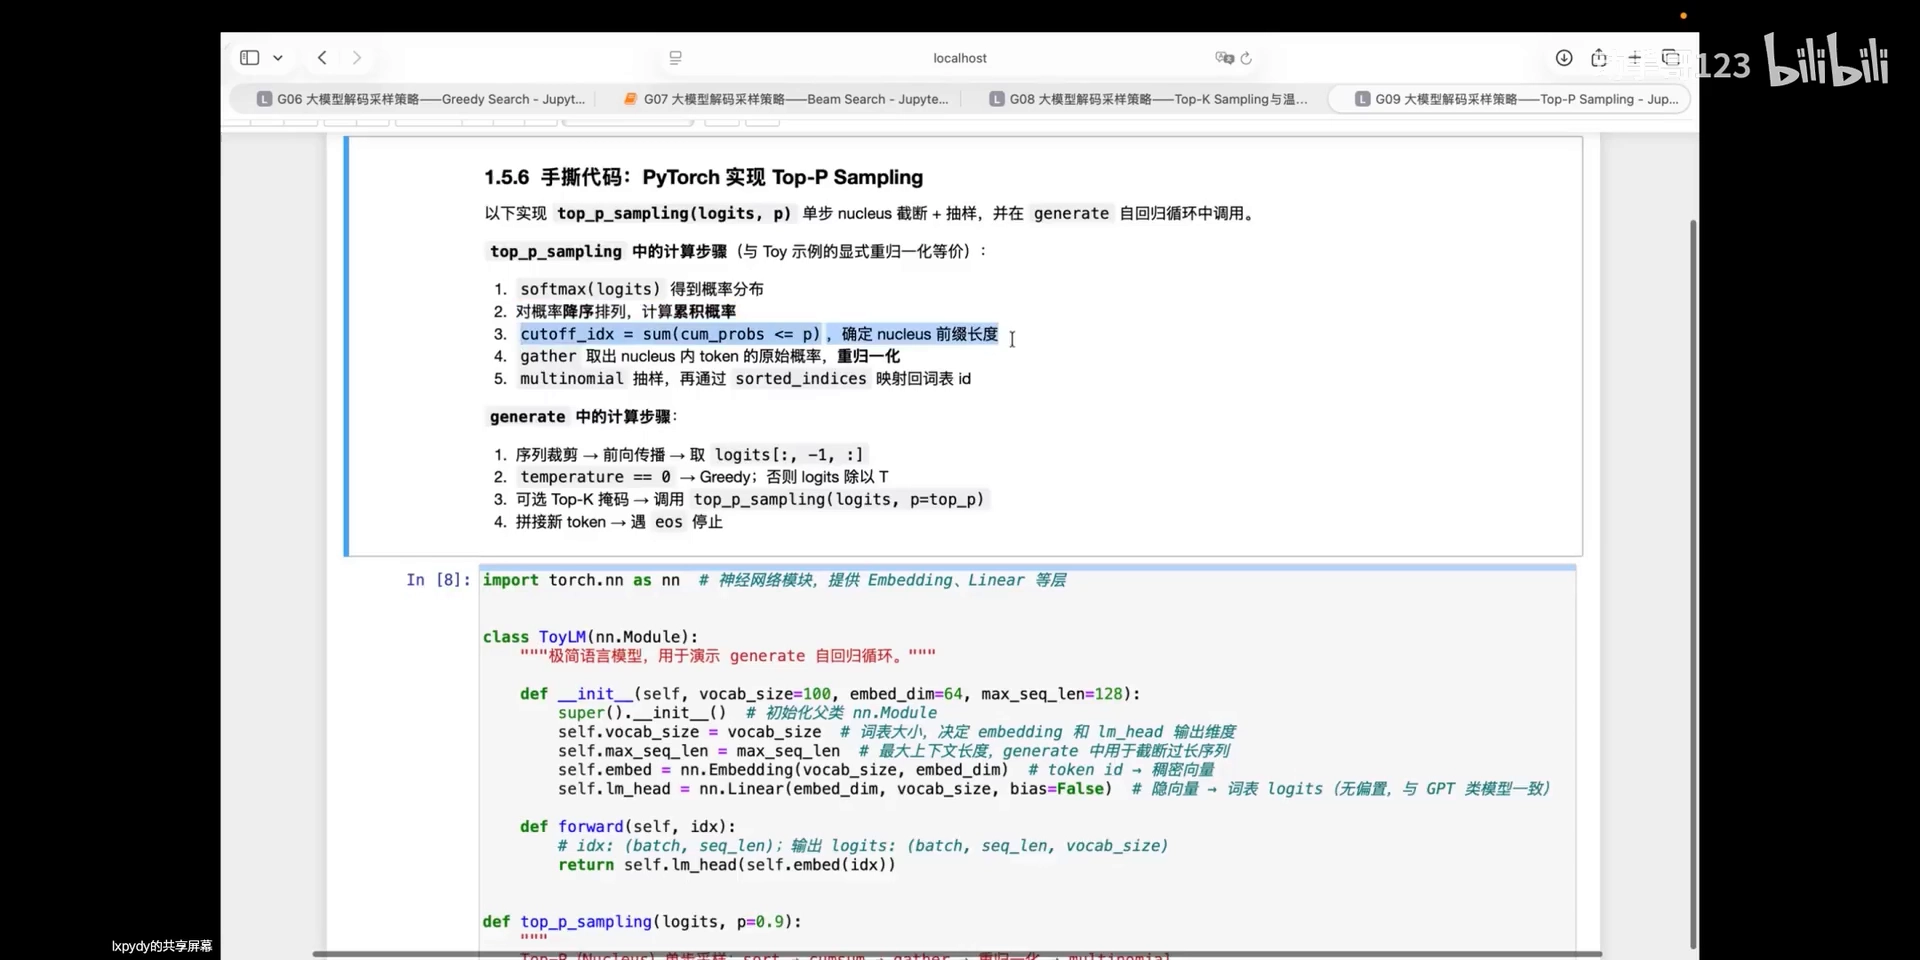 localhost
123 bilibili
G06 大模型解码采样策略——Greedy Search - Jupyt...
G07 大模型解码采样策略——Beam Search - Jupyte...
G08 大模型解码采样策略——Top-K Sampling与温...
G09 大模型解码采样策略——Top-P Sampling - Jup...
1.5.6 手撕代码：PyTorch 实现 Top-P Sampling
以下实现 top_p_sampling(logits, p) 单步 nucleus 截断 + 抽样，并在 generate 自回归循环中调用。
top_p_sampling 中的计算步骤（与 Toy 示例的显式重归一化等价）：
1. softmax(logits) 得到概率分布
2. 对概率降序排列，计算累积概率
3. cutoff_idx = sum(cum_probs <= p) ，确定 nucleus 前缀长度
4. gather 取出 nucleus 内 token 的原始概率，重归一化
5. multinomial 抽样，再通过 sorted_indices 映射回词表 id
generate 中的计算步骤：
1. 序列裁剪 → 前向传播 → 取 logits[:, -1, :]
2. temperature == 0 → Greedy；否则 logits 除以 T
3. 可选 Top-K 掩码 → 调用 top_p_sampling(logits, p=top_p)
4. 拼接新 token → 遇 eos 停止
In [8]: import torch.nn as nn  # 神经网络模块，提供 Embedding、Linear 等层
class ToyLM(nn.Module):
"""极简语言模型，用于演示 generate 自回归循环。"""
def __init__(self, vocab_size=100, embed_dim=64, max_seq_len=128):
super().__init__()  # 初始化父类 nn.Module
self.vocab_size = vocab_size  # 词表大小，决定 embedding 和 lm_head 输出维度
self.max_seq_len = max_seq_len  # 最大上下文长度，generate 中用于截断过长序列
self.embed = nn.Embedding(vocab_size, embed_dim)  # token id → 稠密向量
self.lm_head = nn.Linear(embed_dim, vocab_size, bias=False)  # 隐向量 → 词表 logits（无偏置，与 GPT 类模型一致）
def forward(self, idx):
# idx: (batch, seq_len)；输出 logits: (batch, seq_len, vocab_size)
return self.lm_head(self.embed(idx))
def top_p_sampling(logits, p=0.9):
"""
Top-P (Nucleus) 单步采样：sort → cumsum → gather → 重归一化 → multinomial
lxpydy的共享屏幕